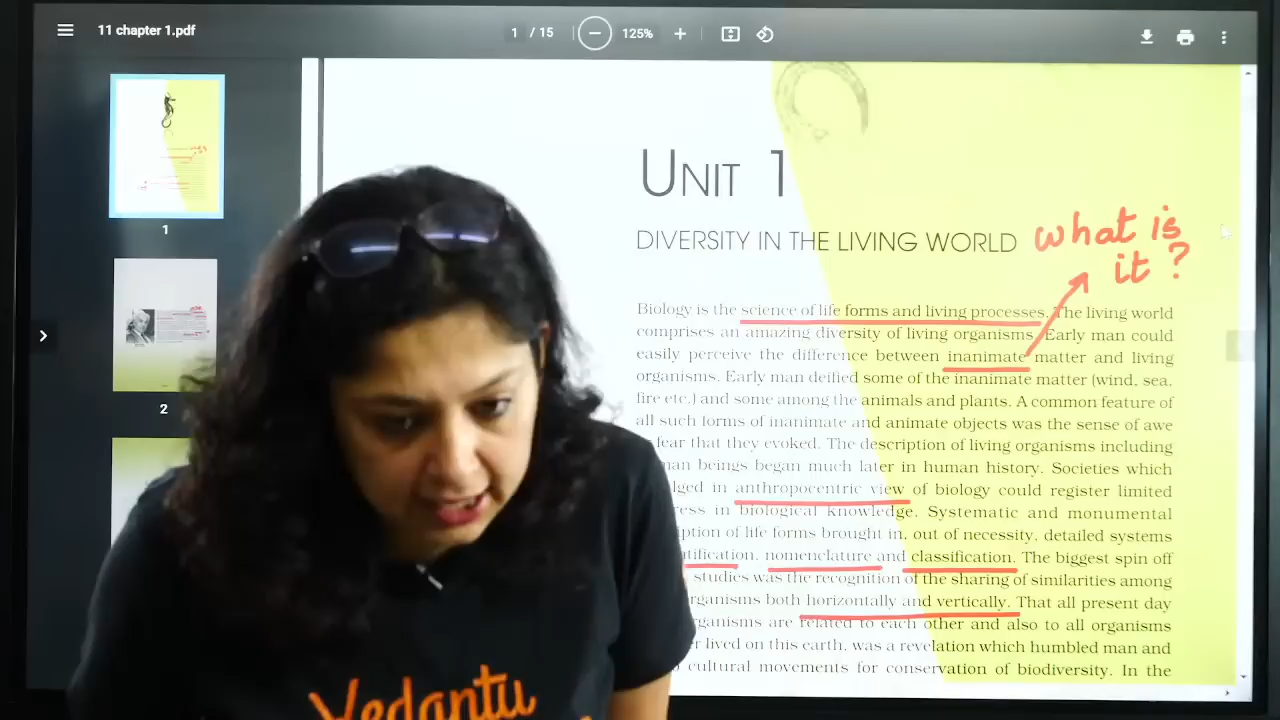 11 chapter 1.pdf
1 / 15
125%
UNIT 1
DIVERSITY IN THE LIVING WORLD
what is
it ?
Biology is the science of life forms and living processes. The living world
comprises an amazing diversity of living organisms. Early man could
easily perceive the difference between inanimate matter and living
organisms. Early man deified some of the inanimate matter (wind, sea,
fire etc.) and some among the animals and plants. A common feature of
all such forms of inanimate and animate objects was the sense of awe
fear that they evoked. The description of living organisms including
beings began much later in human history. Societies which
in anthropocentric view of biology could register limited
in biological knowledge. Systematic and monumental
of life forms brought in, out of necessity, detailed systems
nomenclature and classification. The biggest spin off
studies was the recognition of the sharing of similarities among
both horizontally and vertically. That all present day
are related to each other and also to all organisms
lived on this earth, was a revelation which humbled man and
cultural movements for conservation of biodiversity. In the
1
2
Vedantu